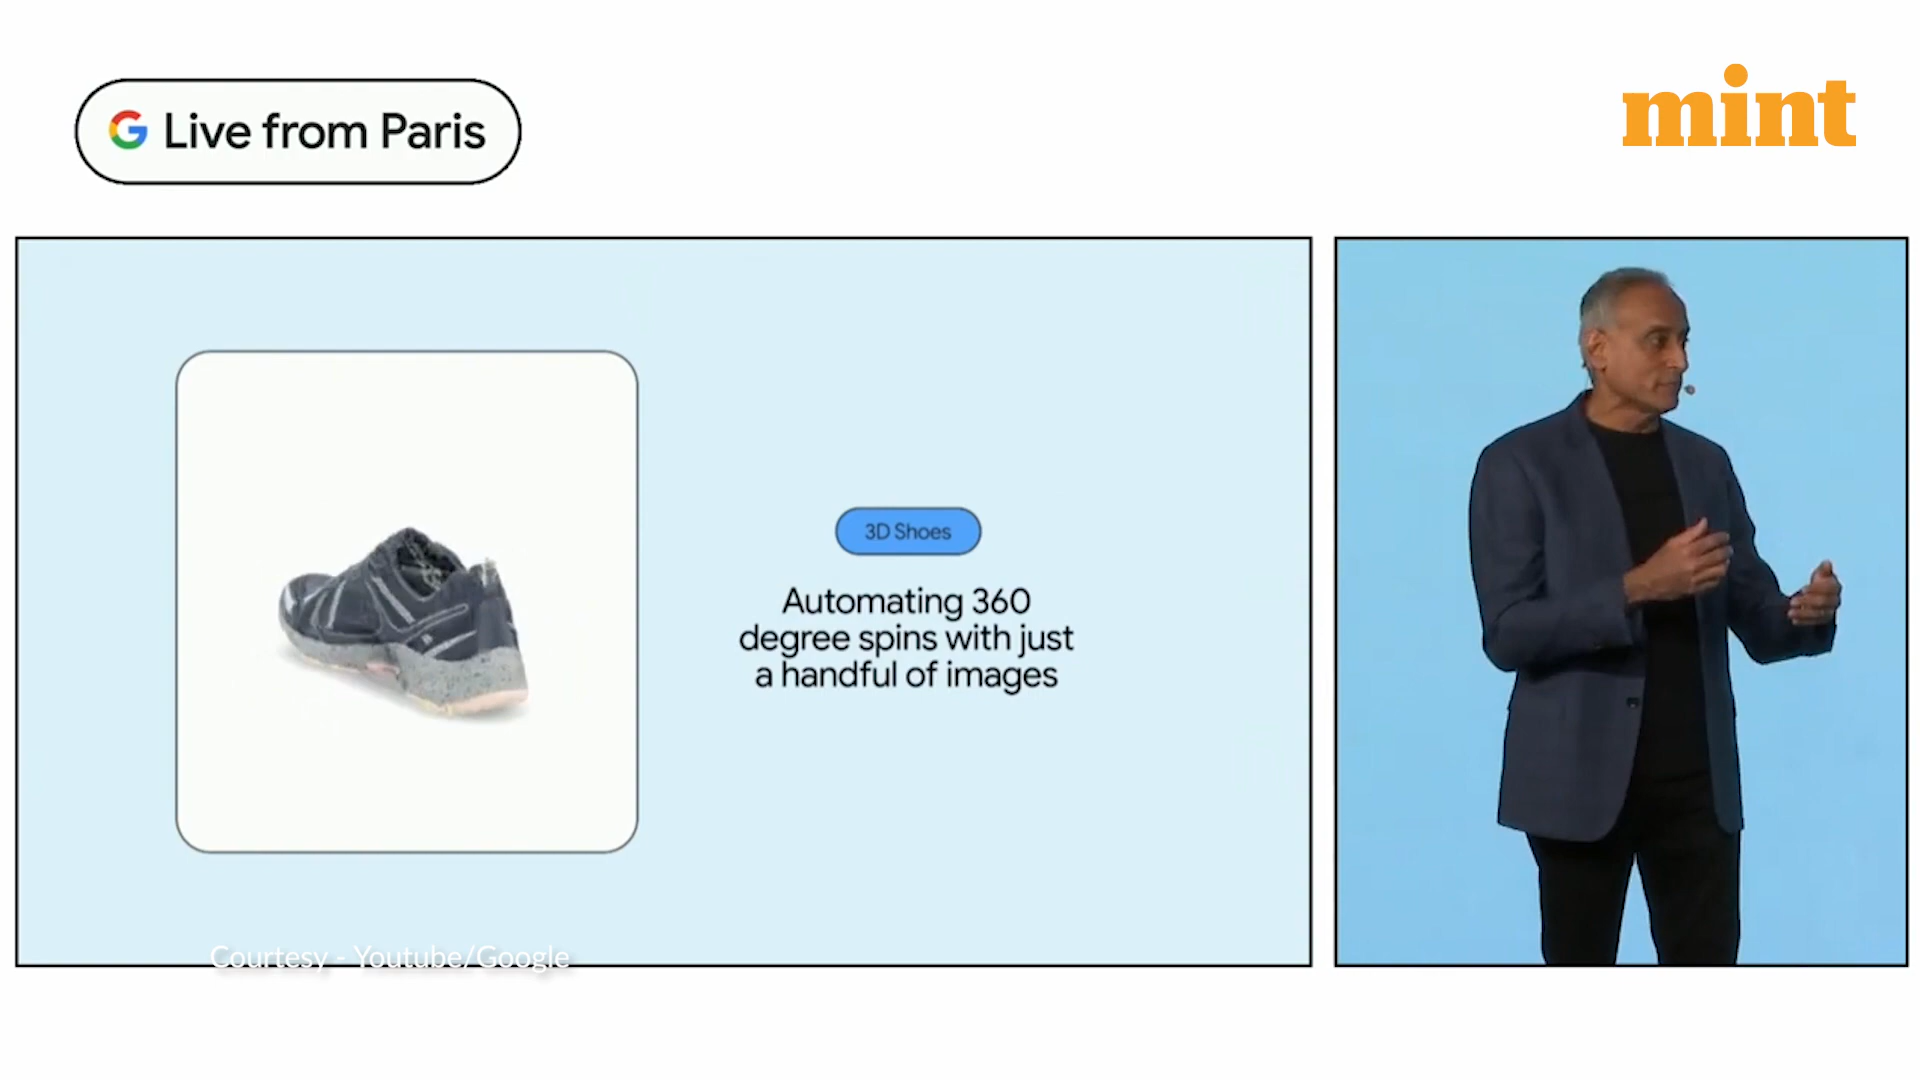 Live from Paris
mint
3D Shoes
Automating 360
degree spins with just
a handful of images
Courtesy - Youtube/Google